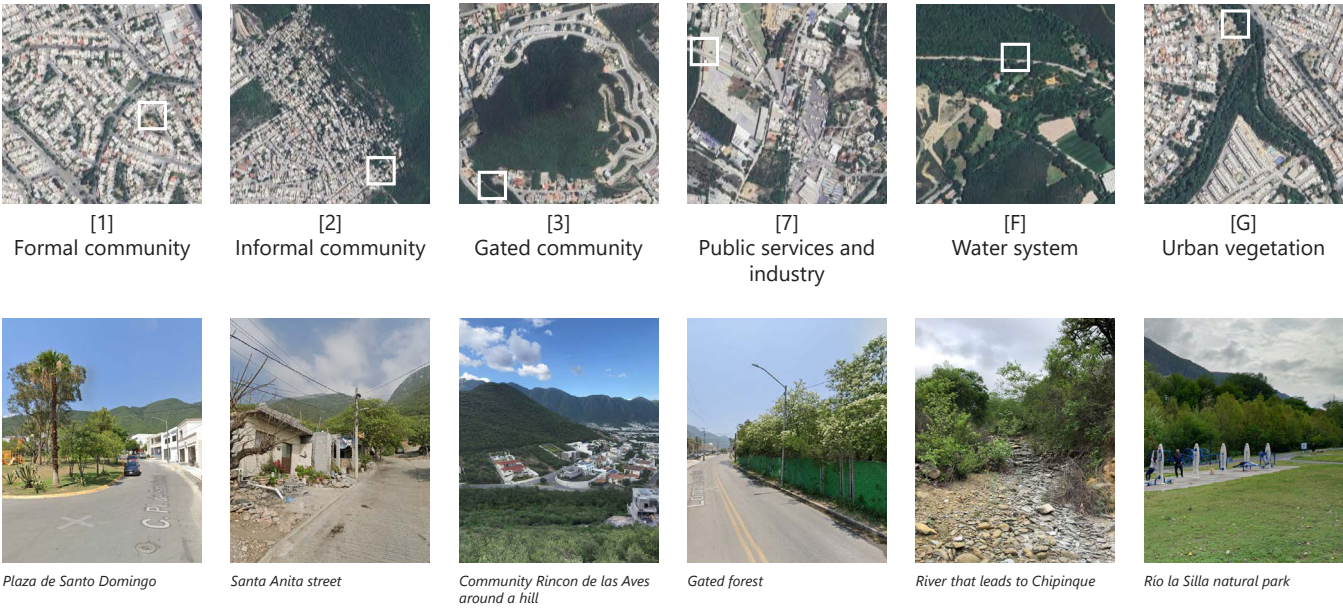 [1]
Formal community
[2]
Informal community
[3]
Gated community
[7]
Public services and
industry
[F]
Water system
[G]
Urban vegetation
Plaza de Santo Domingo
Santa Anita street
Community Rincon de las Aves
around a hill
Gated forest
River that leads to Chipinque
Río la Silla natural park